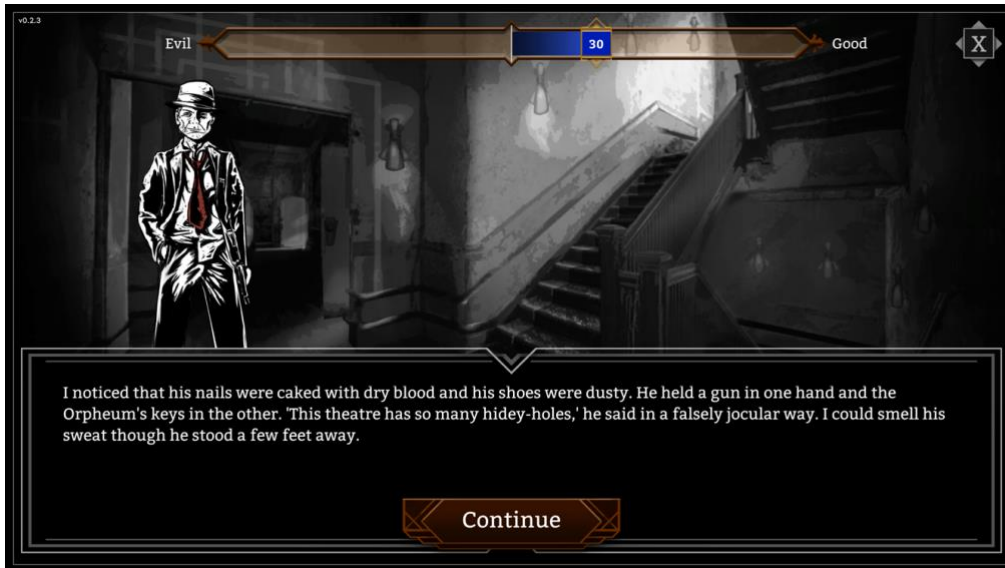 v0.2.3
Evil
30
Good
X
I noticed that his nails were caked with dry blood and his shoes were dusty. He held a gun in one hand and the
Orpheum's keys in the other. 'This theatre has so many hidey-holes,' he said in a falsely jocular way. I could smell his
sweat though he stood a few feet away.
Continue